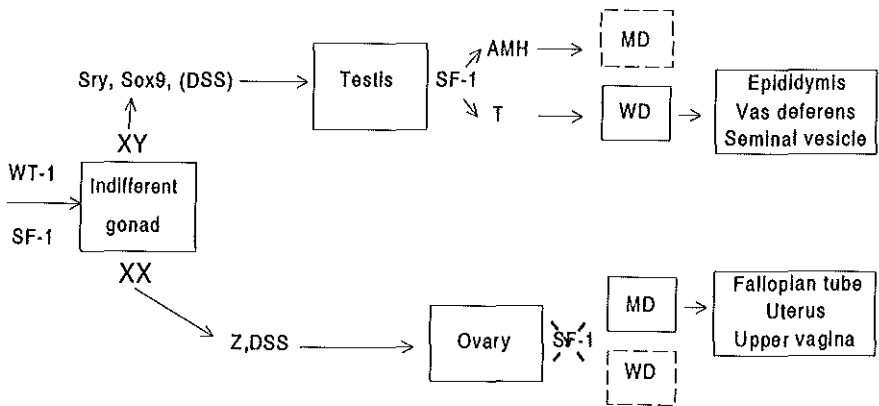 AMH
MD
Sry, Sox9, (DSS)
Testis
SF-1
T
WD
Epididymis
Vas deferens
Seminal vesicle
XY
WT-1
SF-1
Indifferent
gonad
XX
Z,DSS
Ovary
SF-1
MD
WD
Fallopian tube
Uterus
Upper vagina